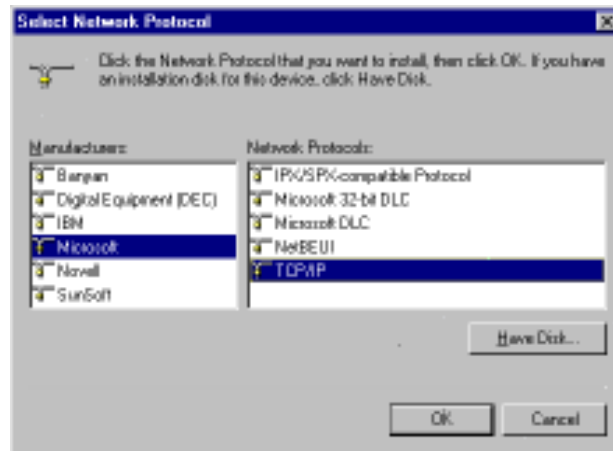 Select Network Protocol
Click the Network Protocol that you want to install, then click OK. If you have
an installation disk for this device, click Have Disk.
Manufacturers:
Banyan
Digital Equipment (DEC)
IBM
Microsoft
Novell
SunSoft
Network Protocols:
IPX/SPX-compatible Protocol
Microsoft 32-bit DLC
Microsoft DLC
NetBEUI
TCP/IP
Have Disk...
OK
Cancel